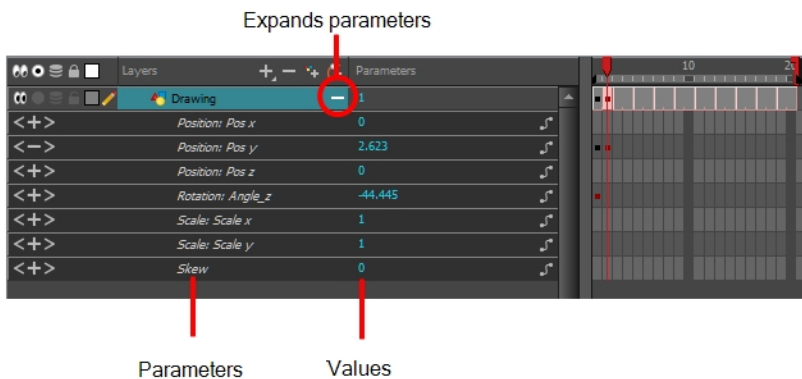 Expands parameters
Layers Parameters 10 2
Drawing 1
<+> Position: Pos x 0
<-> Position: Pos y 2.623
<+> Position: Pos z 0
<+> Rotation: Angle_z -44.445
<+> Scale: Scale x 1
<+> Scale: Scale y 1
<+> Skew 0
Parameters Values